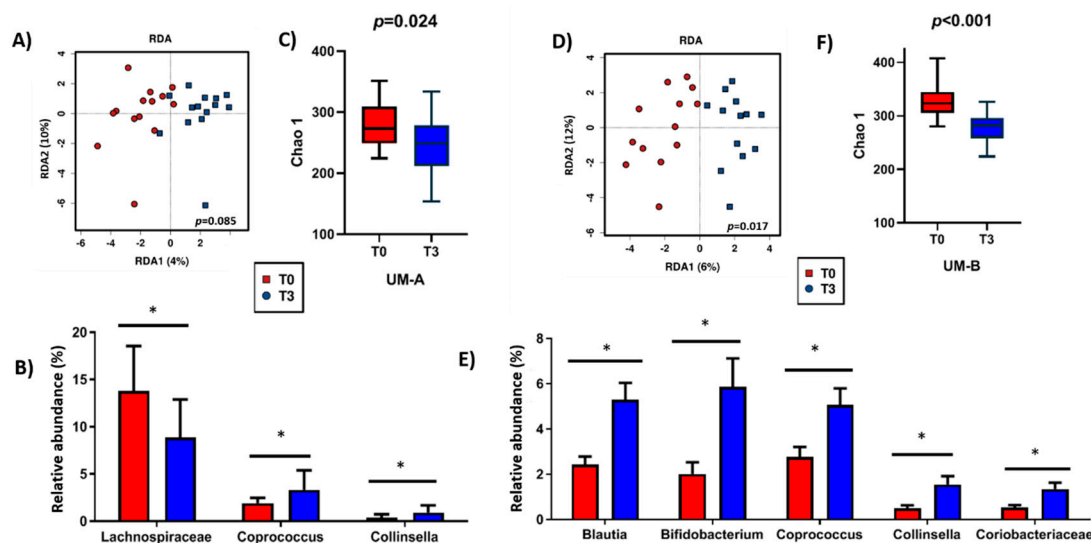 A)
RDA
RDA2 (10%)
4
2
0
-2
-4
-6
-6
-4
-2
0
2
4
p=0.085
RDA1 (4%)
C)
p=0.024
Chao 1
400
300
200
100
T0
T3
UM-A
T0
T3
D)
RDA
RDA2 (12%)
6
4
2
0
-2
-4
-6
-4
-2
0
2
4
p=0.017
RDA1 (6%)
F)
p<0.001
Chao 1
400
300
200
100
T0
T3
UM-B
T0
T3
B)
Relative abundance (%)
20
15
10
5
0
*
*
*
Lachnospiraceae
Coprococcus
Collinsella
E)
Relative abundance (%)
8
6
4
2
0
*
*
*
*
*
Blautia
Bifidobacterium
Coprococcus
Collinsella
Coriobacteriaceae